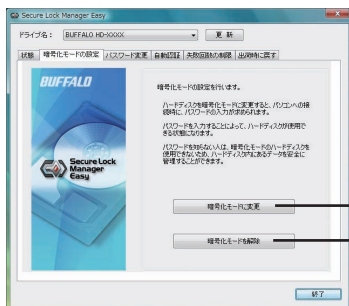 Secure Lock Manager Easy
ドライブ名： BUFFALO HD-XXXX 更新
状態 暗号化モードの設定 パスワード変更 自動認証 失敗回数の制限 出荷時に戻す
BUFFALO
Secure Lock
Manager
Easy
暗号化モードの設定を行います。
ハードディスクを暗号化モードに変更すると、パソコンへの接
続時に、パスワードの入力が求められます。
パスワードを入力することによって、ハードディスクが使用で
きる状態になります。
パスワードを知らない人は、暗号化モードのハードディスクを
使用できないため、ハードディスク内にあるデータを安全に
管理することができます。
暗号化モードに変更
暗号化モードを解除
終了